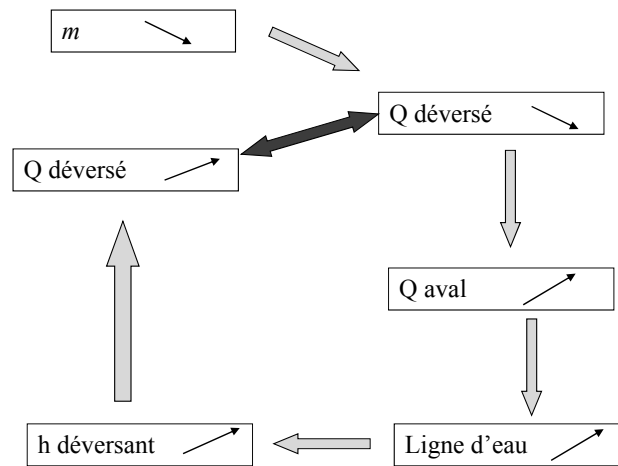 m
Q déversé
Q déversé
Q aval
h déversant
Ligne d’eau